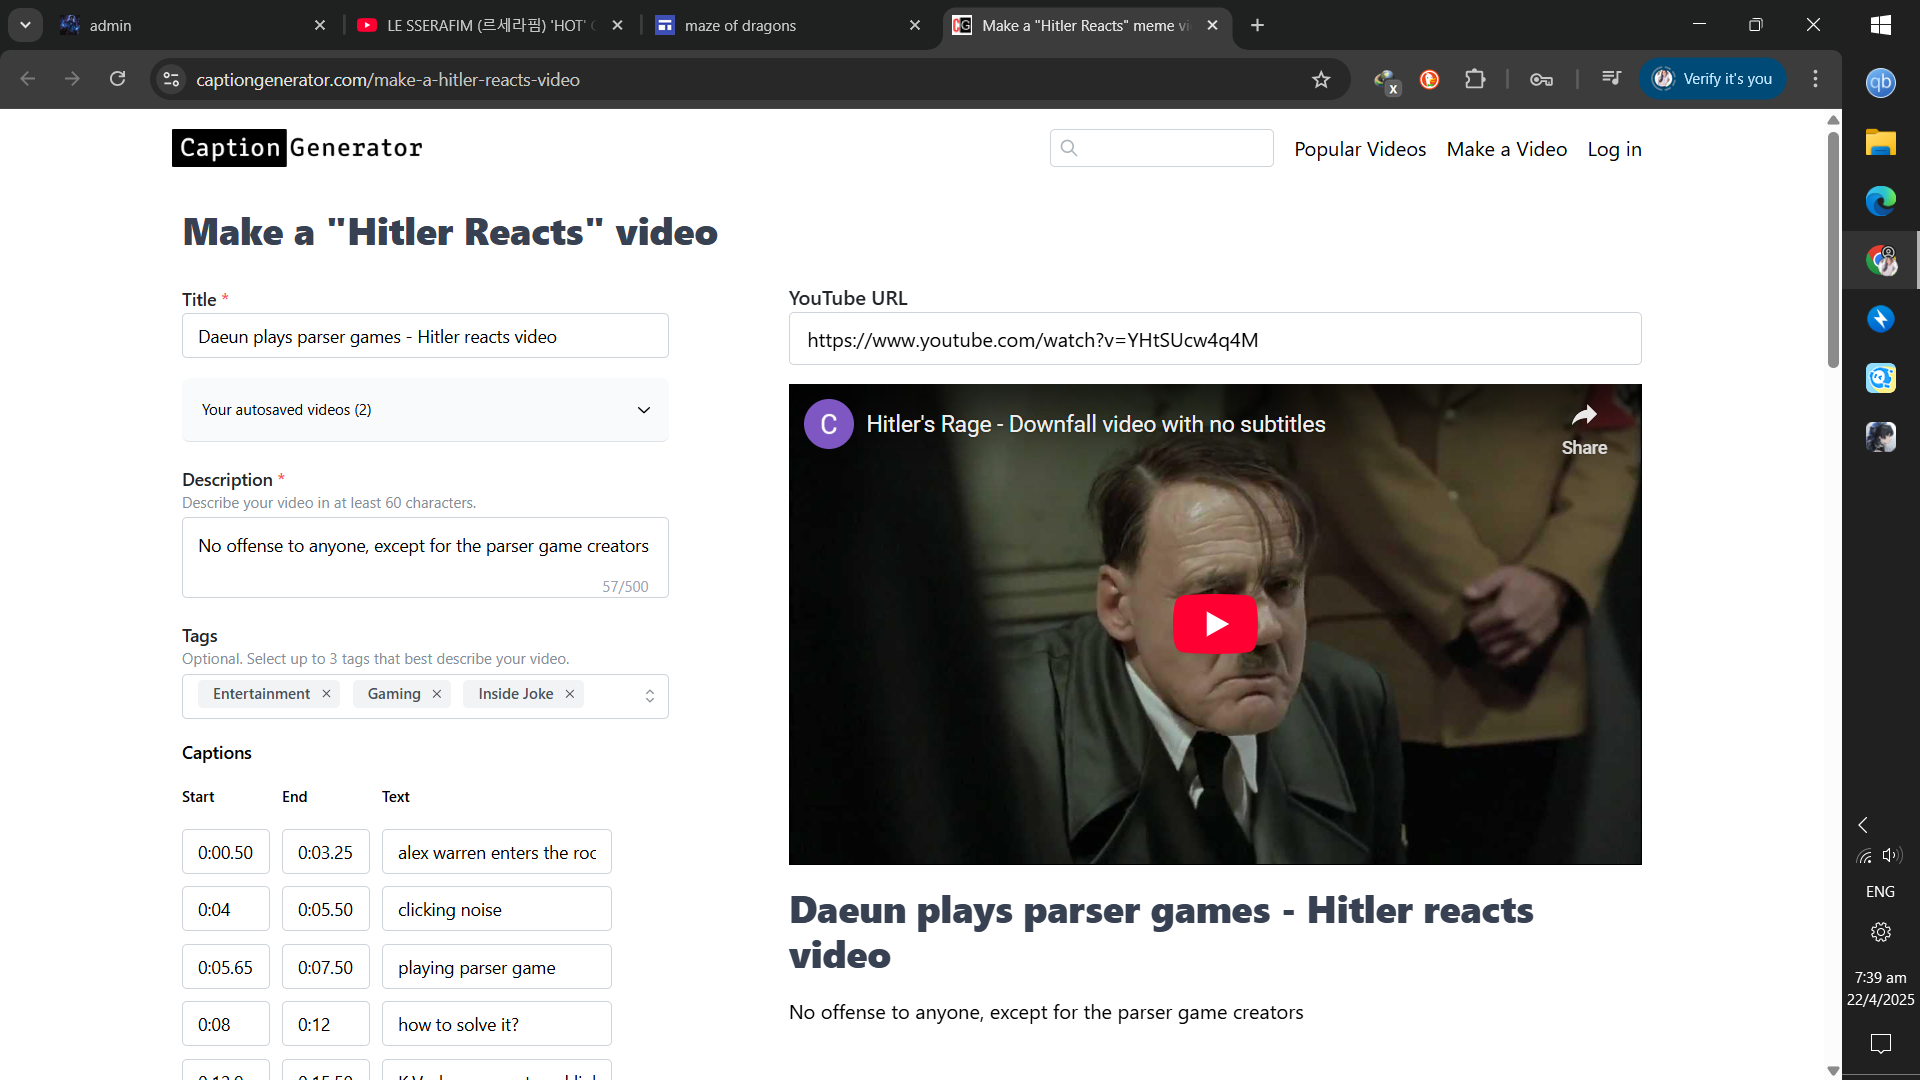 admin
LE SSERAFIM (르세라핌) 'HOT'
maze of dragons
Make a "Hitler Reacts" meme
captiongenerator.com/make-a-hitler-reacts-video
x
Verify it's you
qb
Caption Generator
Popular Videos
Make a Video
Log in
Make a "Hitler Reacts" video
Title *
Daeun plays parser games - Hitler reacts video
Your autosaved videos (2)
Description *
Describe your video in at least 60 characters.
No offense to anyone, except for the parser game creators
57/500
Tags
Optional. Select up to 3 tags that best describe your video.
Entertainment × Gaming × Inside Joke ×
Captions
Start End Text
0:00.50 0:03.25 alex warren enters the
0:04 0:05.50 clicking noise
0:05.65 0:07.50 playing parser game
0:08 0:12 how to solve it?
YouTube URL
https://www.youtube.com/watch?v=YHtSUcw4q4M
C
Hitler's Rage - Downfall video with no subtitles
Share
Daeun plays parser games - Hitler reacts
video
No offense to anyone, except for the parser game creators
ENG
7:39 am
22/4/2025